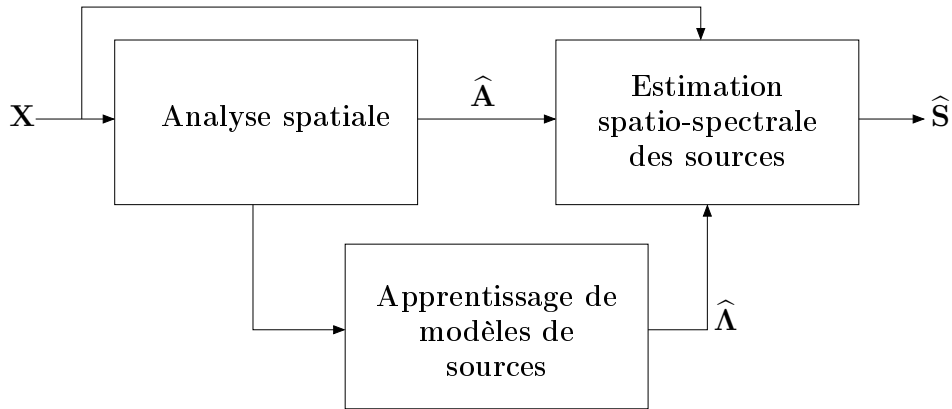 X
Analyse spatiale
Â
Estimation
spatio-spectrale
des sources
Ŝ
Apprentissage de
modèles de
sources
Λ̂